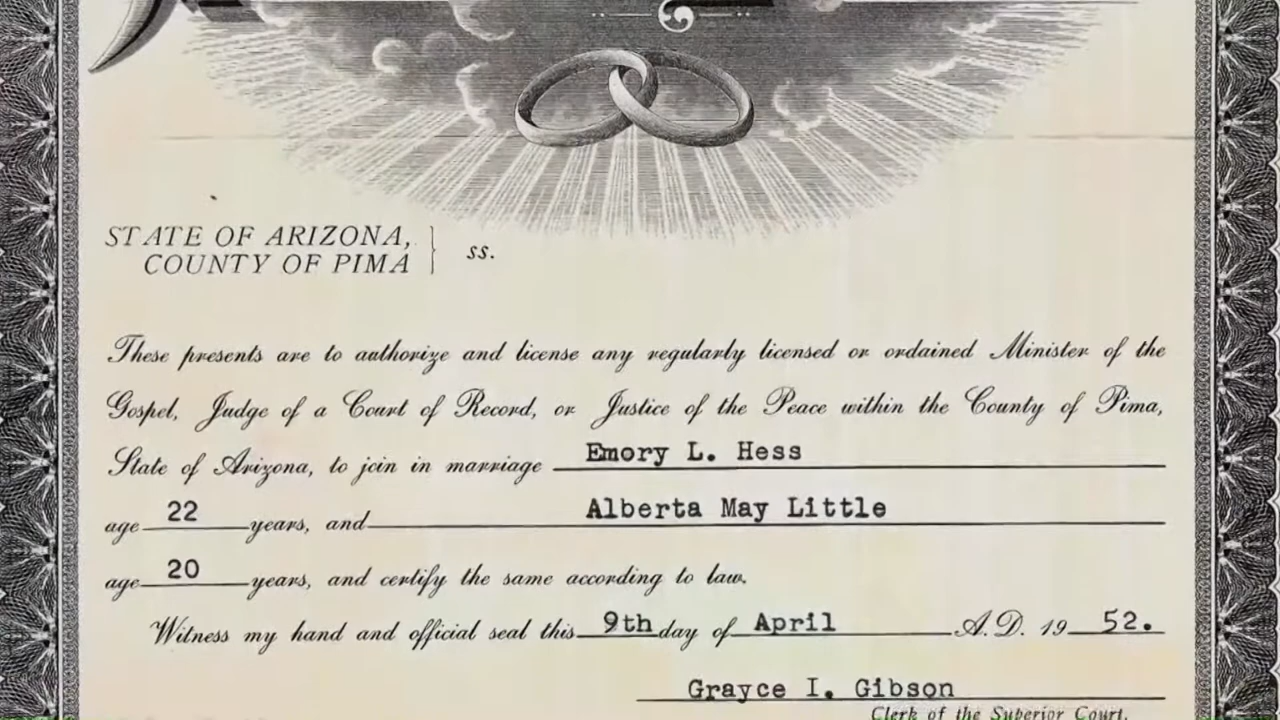 STATE OF ARIZONA,
COUNTY OF PIMA } ss.
These presents are to authorize and license any regularly licensed or ordained Minister of the
Gospel, Judge of a Court of Record, or Justice of the Peace within the County of Pima,
State of Arizona, to join in marriage Emory L. Hess
age 22 years, and Alberta May Little
age 20 years, and certify the same according to law.
Witness my hand and official seal this 9th day of April A.D. 19 52.
Grayce I. Gibson
Clerk of the Superior Court.